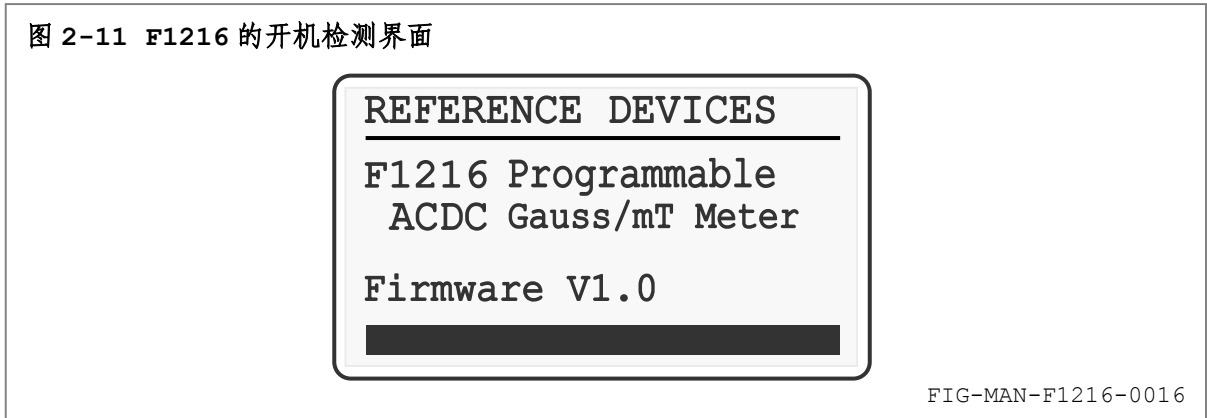 图 2-11 F1216 的开机检测界面
REFERENCE DEVICES
F1216 Programmable
ACDC Gauss/mT Meter
Firmware V1.0
FIG-MAN-F1216-0016